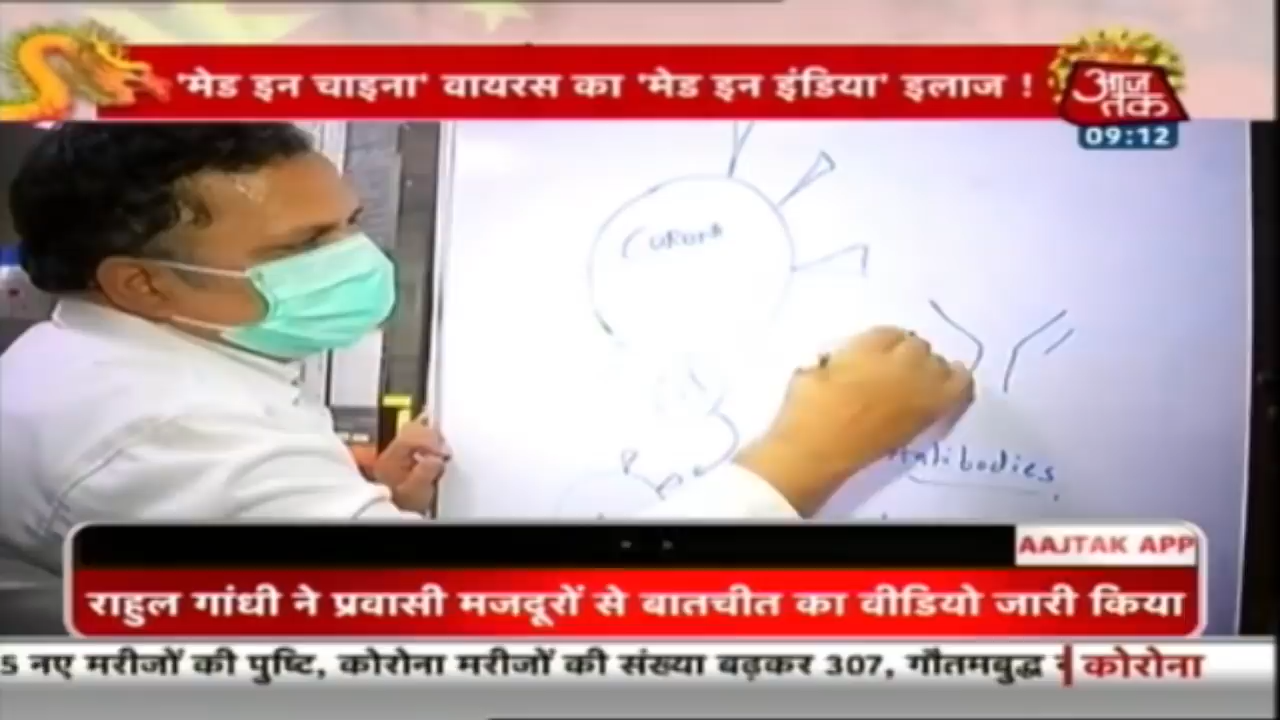 'मेड इन चाइना' वायरस का 'मेड इन इंडिया' इलाज !
आज
तक
09:12
CORONA
Antibodies
AAJTAK APP
राहुल गांधी ने प्रवासी मजदूरों से बातचीत का वीडियो जारी किया
5 नए मरीजों की पुष्टि, कोरोना मरीजों की संख्या बढ़कर 307, गौतमबुद्ध
कोरोना